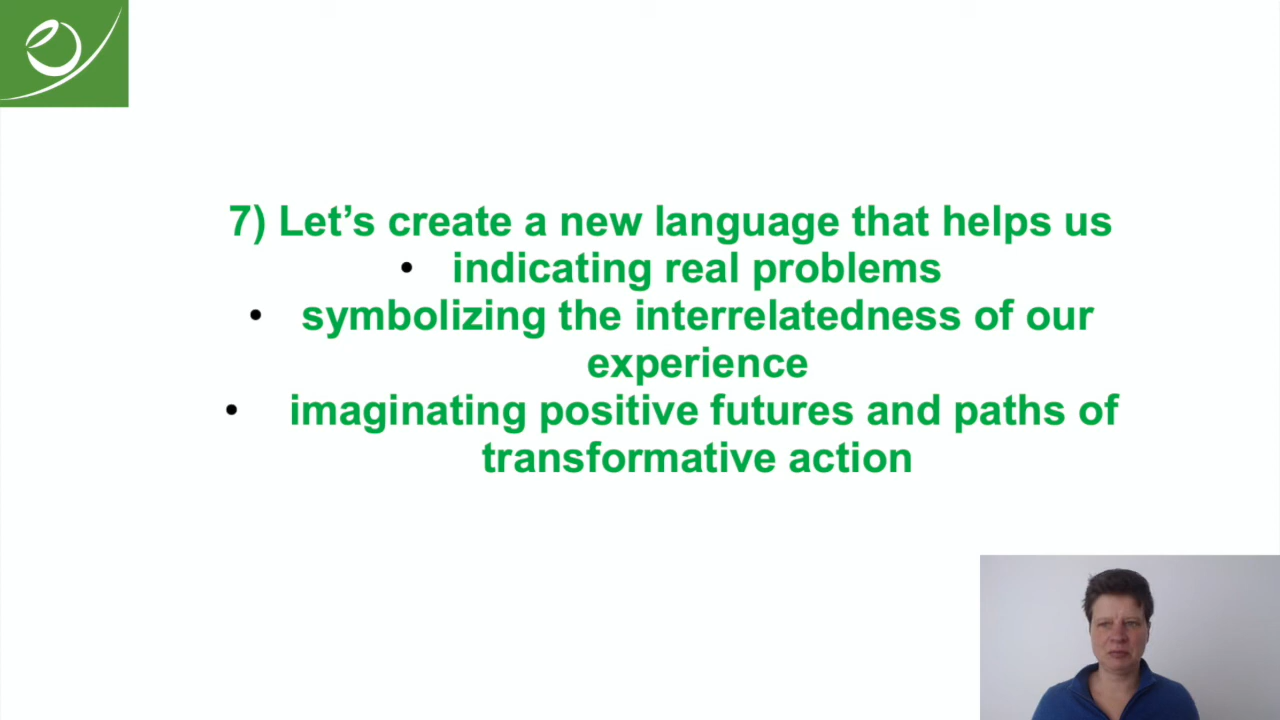 7) Let’s create a new language that helps us
• indicating real problems
• symbolizing the interrelatedness of our
experience
• imaginating positive futures and paths of
transformative action